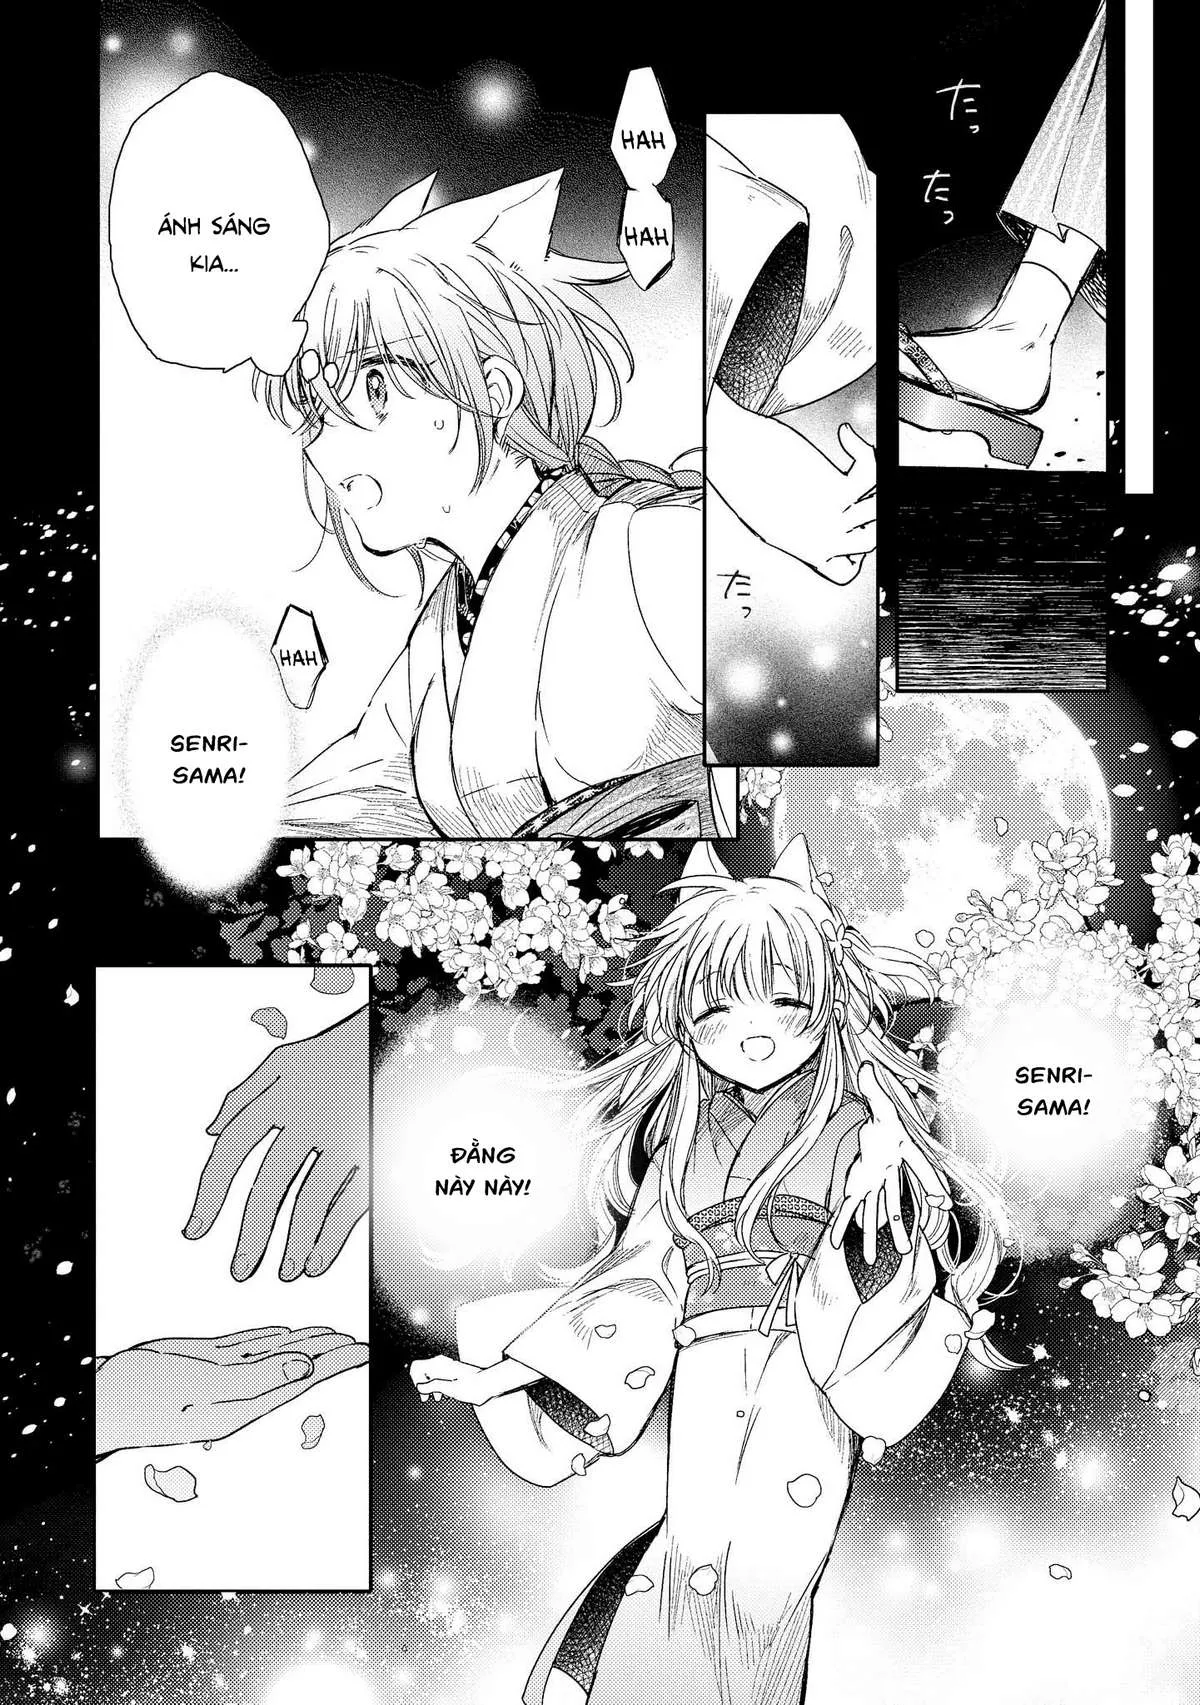 たっ
たっ
たっ
HAH
HAH
ÁNH SÁNG
KIA...
HAH
SENRI-
SAMA!
SENRI-
SAMA!
ĐẰNG
NÀY NÀY!